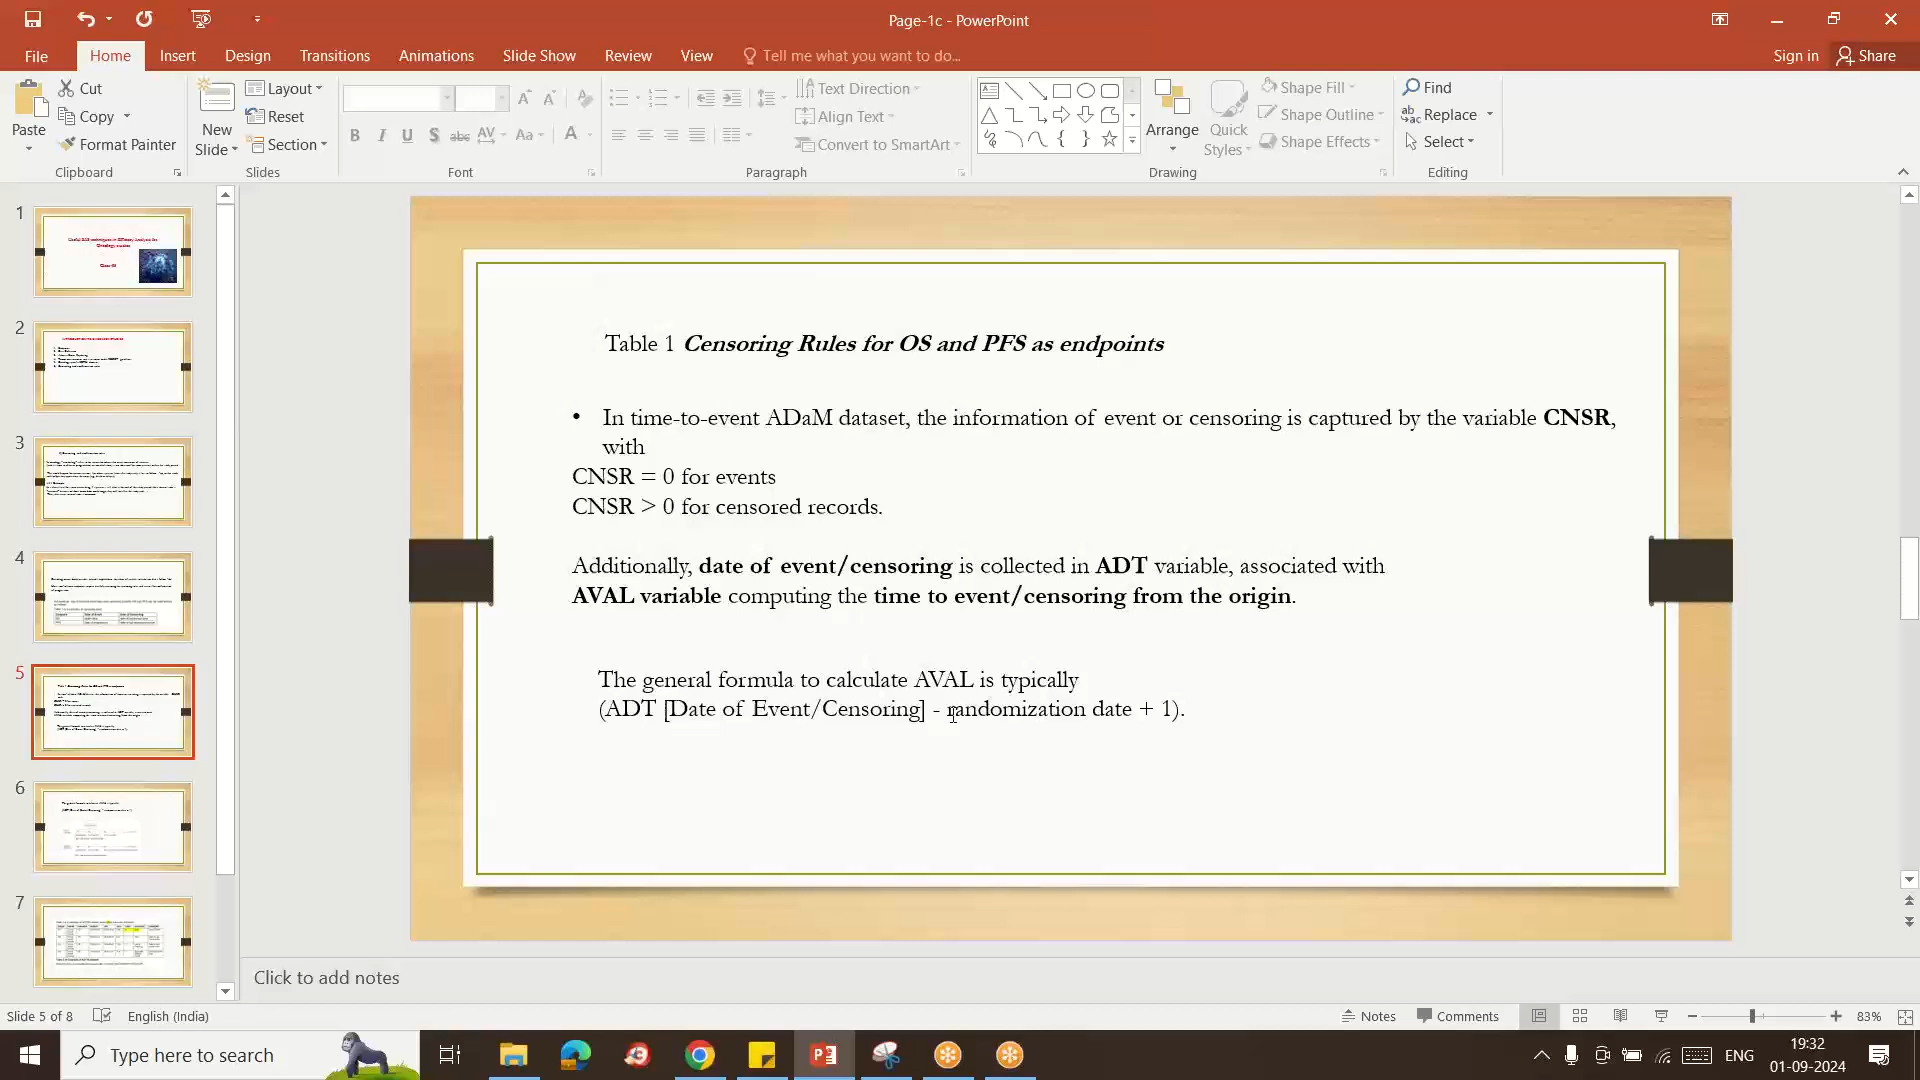 Page-1c - PowerPoint
File Home Insert Design Transitions Animations Slide Show Review View Tell me what you want to do... Sign in Share
Paste Cut Copy Format Painter Clipboard
New Slide Layout Reset Section Slides
Font
Text Direction Align Text Convert to SmartArt Paragraph
Arrange Quick Styles Shape Fill Shape Outline Shape Effects Drawing
Find Replace Select Editing
1
2
3
4
5
6
7
Table 1 Censoring Rules for OS and PFS as endpoints
• In time-to-event ADaM dataset, the information of event or censoring is captured by the variable CNSR,
with
CNSR = 0 for events
CNSR > 0 for censored records.
Additionally, date of event/censoring is collected in ADT variable, associated with
AVAL variable computing the time to event/censoring from the origin.
The general formula to calculate AVAL is typically
(ADT [Date of Event/Censoring] - randomization date + 1).
Click to add notes
Slide 5 of 8 English (India) Notes Comments 83%
Type here to search
ENG
19:32
01-09-2024